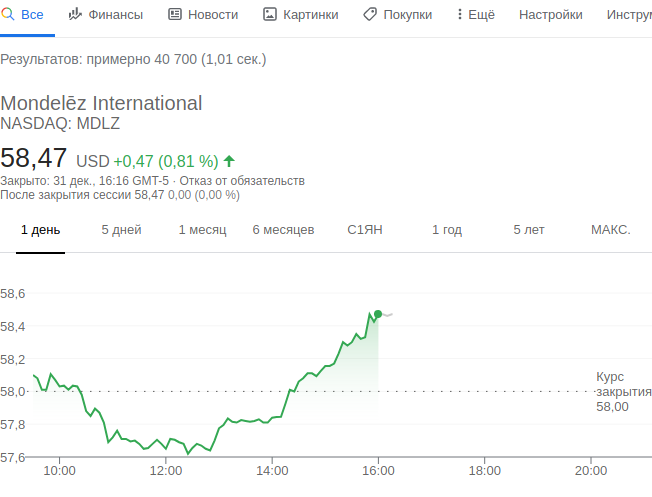 Все Финансы Новости Картинки Покупки Ещё Настройки Инстру
Результатов: примерно 40 700 (1,01 сек.)
Mondelēz International
NASDAQ: MDLZ
58,47 USD +0,47 (0,81 %)
Закрыто: 31 дек., 16:16 GMT-5 · Отказ от обязательств
После закрытия сессии 58,47 0,00 (0,00 %)
1 день 5 дней 1 месяц 6 месяцев С1ЯН 1 год 5 лет МАКС.
58,6
58,4
58,2
58,0
57,8
57,6
Курс
закрытия
58,00
10:00 12:00 14:00 16:00 18:00 20:00